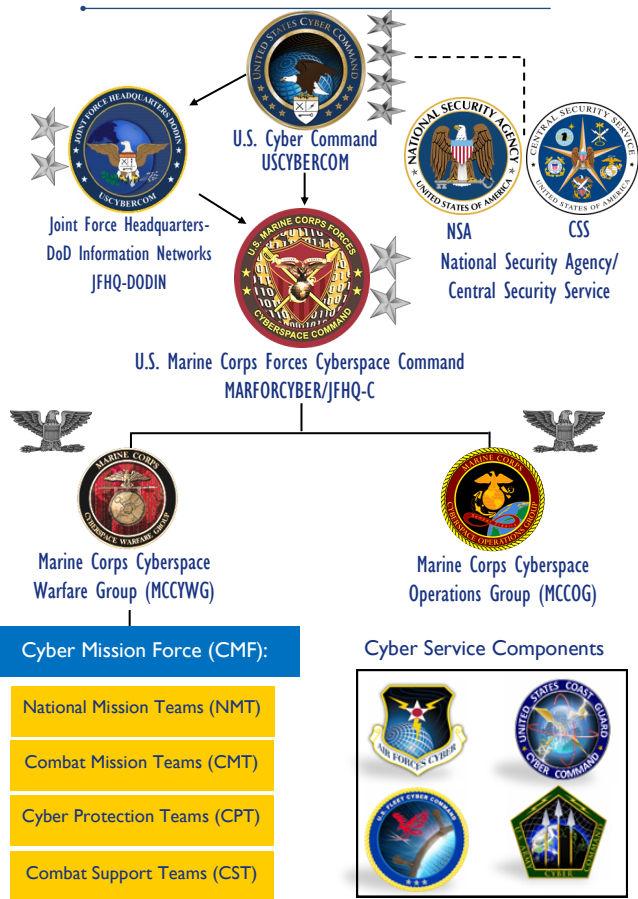 UNITED STATES CYBER COMMAND
U.S. Cyber Command
USCYBERCOM
JOINT FORCE HEADQUARTERS DODIN
USCYBERCOM
Joint Force Headquarters-
DoD Information Networks
JFHQ-DODIN
NATIONAL SECURITY AGENCY
UNITED STATES OF AMERICA
CENTRAL SECURITY SERVICE
UNITED STATES OF AMERICA
NSA
CSS
National Security Agency/
Central Security Service
U.S. MARINE CORPS FORCES
CYBERSPACE COMMAND
U.S. Marine Corps Forces Cyberspace Command
MARFORCYBER/JFHQ-C
MARINE CORPS
CYBERSPACE WARFARE GROUP
Marine Corps Cyberspace
Warfare Group (MCCYWG)
MARINE CORPS
CYBERSPACE OPERATIONS GROUP
Marine Corps Cyberspace
Operations Group (MCCOG)
Cyber Mission Force (CMF):
National Mission Teams (NMT)
Combat Mission Teams (CMT)
Cyber Protection Teams (CPT)
Combat Support Teams (CST)
Cyber Service Components
AIR FORCES CYBER
UNITED STATES COAST GUARD
CYBER COMMAND
U.S. FLEET CYBER COMMAND
U.S. ARMY
CYBER
COMMAND